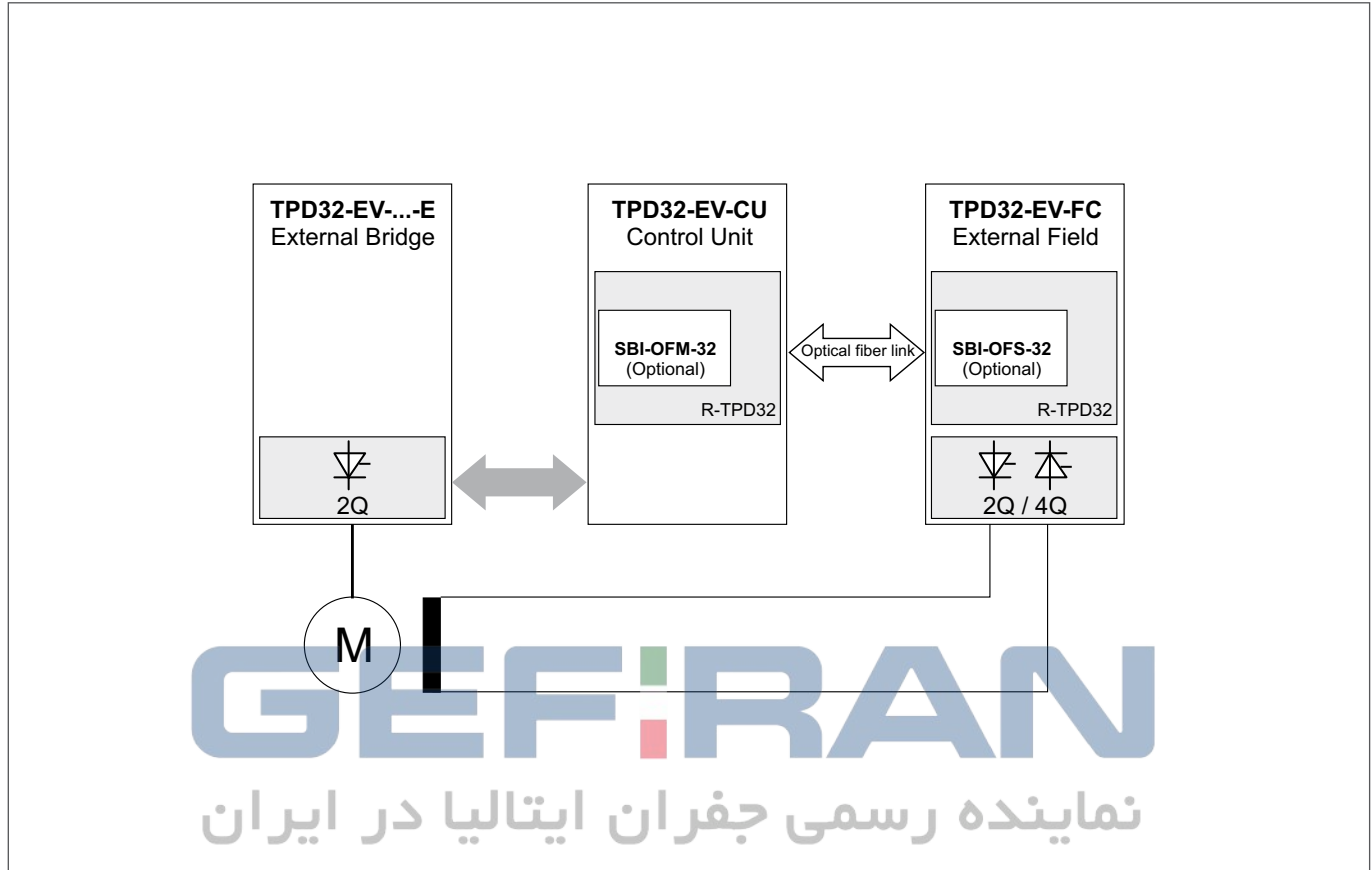 TPD32-EV-...-E
External Bridge
2Q
TPD32-EV-CU
Control Unit
SBI-OFM-32
(Optional)
R-TPD32
Optical fiber link
TPD32-EV-FC
External Field
SBI-OFS-32
(Optional)
R-TPD32
2Q / 4Q
M
GEFIRAN
نماینده رسمی جفران ایتالیا در ایران